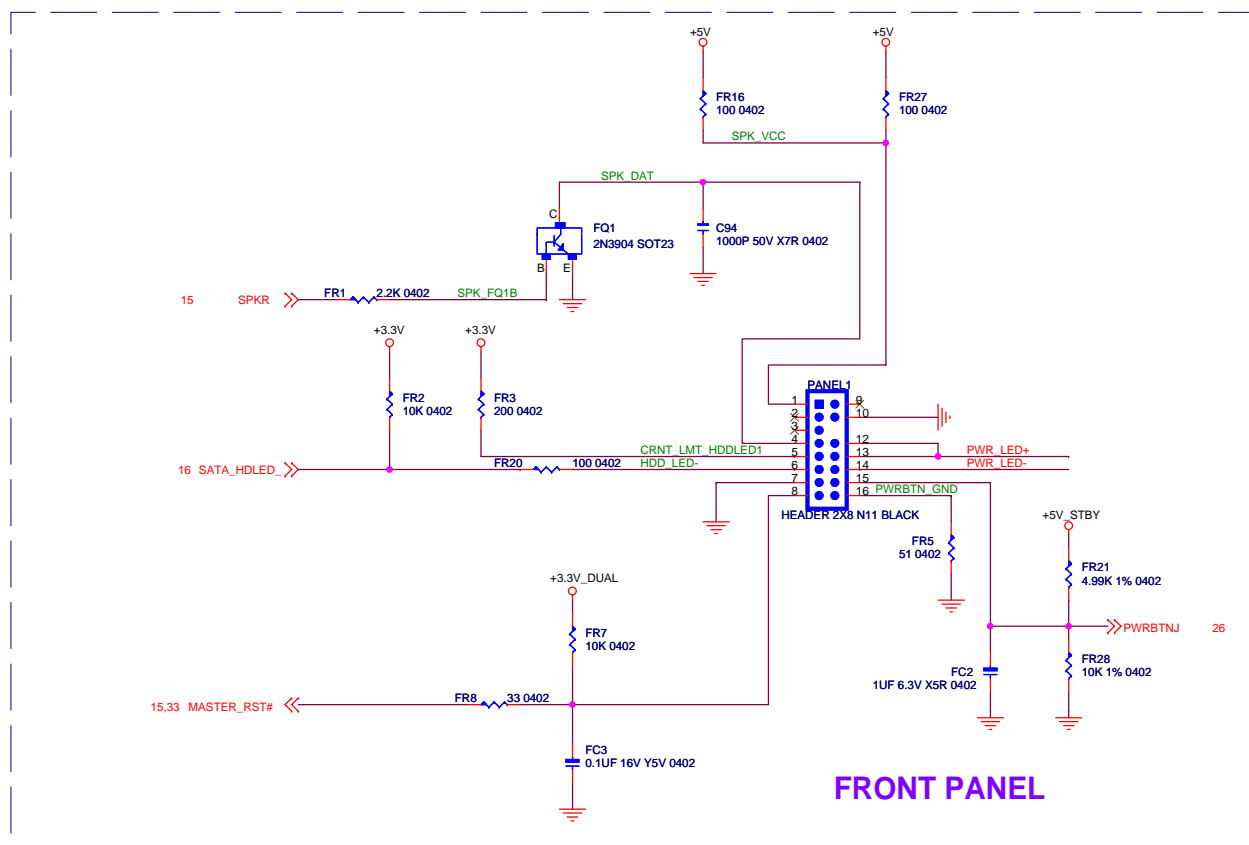 +5V
+5V
FR16
100 0402
FR27
100 0402
SPK_VCC
SPK_DAT
C
FQ1
2N3904 SOT23
B
E
C94
1000P 50V X7R 0402
15
SPKR
FR1
2.2K 0402
SPK_FQ1B
+3.3V
+3.3V
FR2
10K 0402
FR3
200 0402
PANEL1
1
2
3
4
5
6
7
8
9
10
12
13
14
15
16
CRNT_LMT_HDDLED1
HDD_LED-
16 SATA_HDLED_
FR20
100 0402
PWR_LED+
PWR_LED-
PWRBTN_GND
HEADER 2X8 N11 BLACK
FR5
51 0402
+5V_STBY
FR21
4.99K 1% 0402
PWRBTNJ
26
FR28
10K 1% 0402
FC2
1UF 6.3V X5R 0402
+3.3V_DUAL
FR7
10K 0402
FR8
33 0402
15,33 MASTER_RST#
FC3
0.1UF 16V Y5V 0402
FRONT PANEL